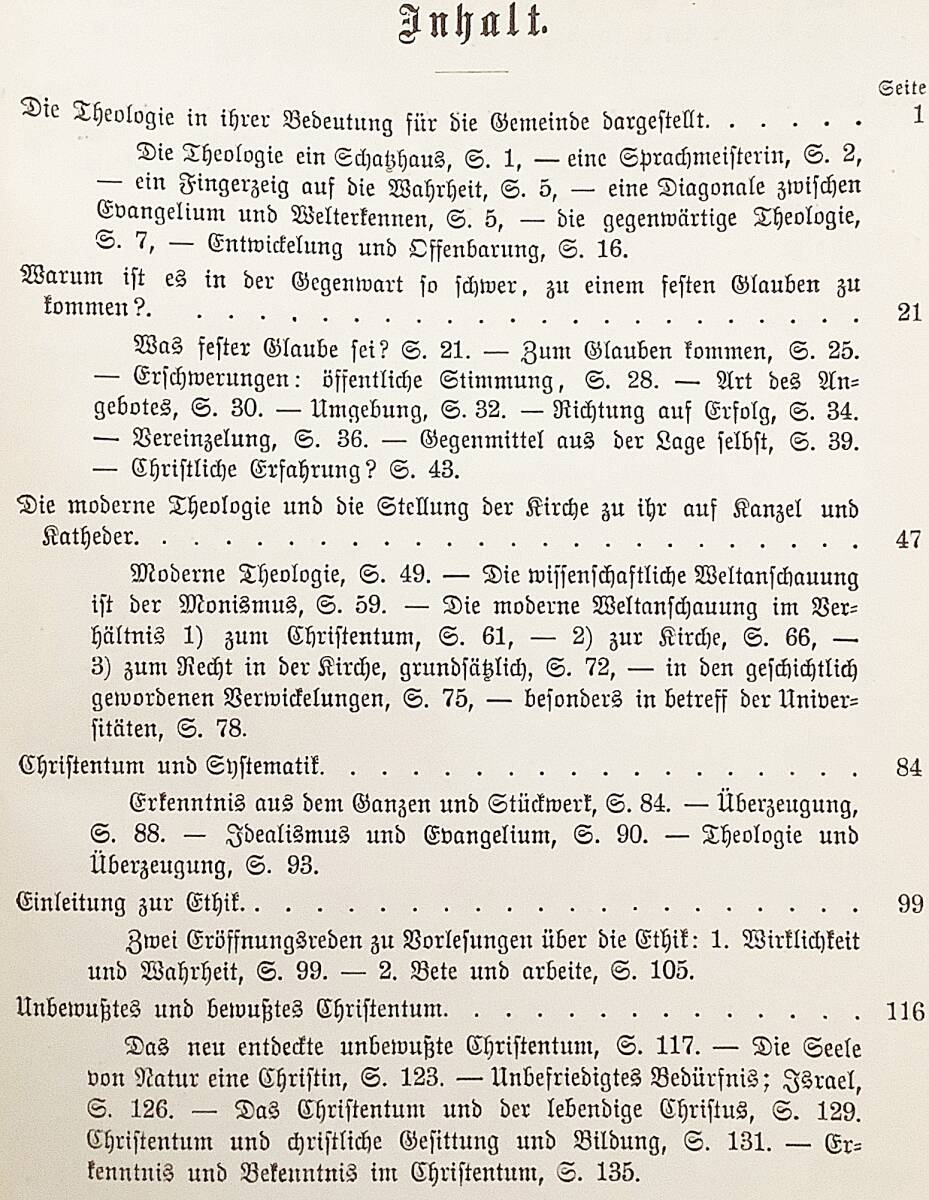 Inhalt.
Seite
Die Theologie in ihrer Bedeutung für die Gemeinde dargestellt. . . . . . 1
Die Theologie ein Schatzhaus, S. 1, — eine Sprachmeisterin, S. 2,
— ein Fingerzeig auf die Wahrheit, S. 5, — eine Diagonale zwischen
Evangelium und Welterkennen, S. 5, — die gegenwärtige Theologie,
S. 7, — Entwickelung und Offenbarung, S. 16.
Warum ist es in der Gegenwart so schwer, zu einem festen Glauben zu
kommen?. . . . . . . . . . . . . . . . . . . . 21
Was fester Glaube sei? S. 21. — Zum Glauben kommen, S. 25.
— Erschwerungen: öffentliche Stimmung, S. 28. — Art des An=
gebotes, S. 30. — Umgebung, S. 32. — Richtung auf Erfolg, S. 34.
— Vereinzelung, S. 36. — Gegenmittel aus der Lage selbst, S. 39.
— Christliche Erfahrung? S. 43.
Die moderne Theologie und die Stellung der Kirche zu ihr auf Kanzel und
Katheder. . . . . . . . . . . . . . . . . . . . . . . 47
Moderne Theologie, S. 49. — Die wissenschaftliche Weltanschauung
ist der Monismus, S. 59. — Die moderne Weltanschauung im Ver=
hältnis 1) zum Christentum, S. 61, — 2) zur Kirche, S. 66, —
3) zum Recht in der Kirche, grundsätzlich, S. 72, — in den geschichtlich
gewordenen Verwickelungen, S. 75, — besonders in betreff der Univer=
sitäten, S. 78.
Christentum und Systematik. . . . . . . . . . . . . . . . . . 84
Erkenntnis aus dem Ganzen und Stückwerk, S. 84. — Überzeugung,
S. 88. — Idealismus und Evangelium, S. 90. — Theologie und
Überzeugung, S. 93.
Einleitung zur Ethik. . . . . . . . . . . . . . . . . . . . . 99
Zwei Eröffnungsreden zu Vorlesungen über die Ethik: 1. Wirklichkeit
und Wahrheit, S. 99. — 2. Bete und arbeite, S. 105.
Unbewußtes und bewußtes Christentum. . . . . . . . . . . . . . 116
Das neu entdeckte unbewußte Christentum, S. 117. — Die Seele
von Natur eine Christin, S. 123. — Unbefriedigtes Bedürfnis; Israel,
S. 126. — Das Christentum und der lebendige Christus, S. 129.
Christentum und christliche Gesittung und Bildung, S. 131. — Er=
kenntnis und Bekenntnis im Christentum, S. 135.